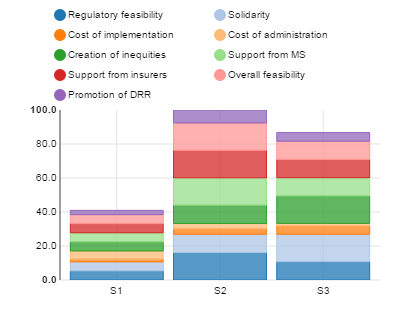 Regulatory feasibility Solidarity
Cost of implementation Cost of administration
Creation of inequities Support from MS
Support from insurers Overall feasibility
Promotion of DRR
100.0
80.0
60.0
40.0
20.0
0.0
S1 S2 S3